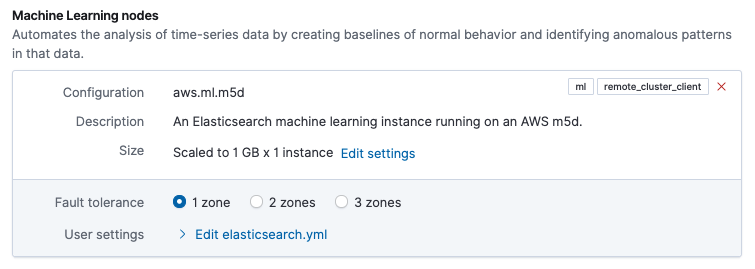 Machine Learning nodes
Automates the analysis of time-series data by creating baselines of normal behavior and identifying anomalous patterns
in that data.
Configuration aws.ml.m5d ml remote_cluster_client
Description An Elasticsearch machine learning instance running on an AWS m5d.
Size Scaled to 1 GB x 1 instance Edit settings
Fault tolerance 1 zone 2 zones 3 zones
User settings Edit elasticsearch.yml